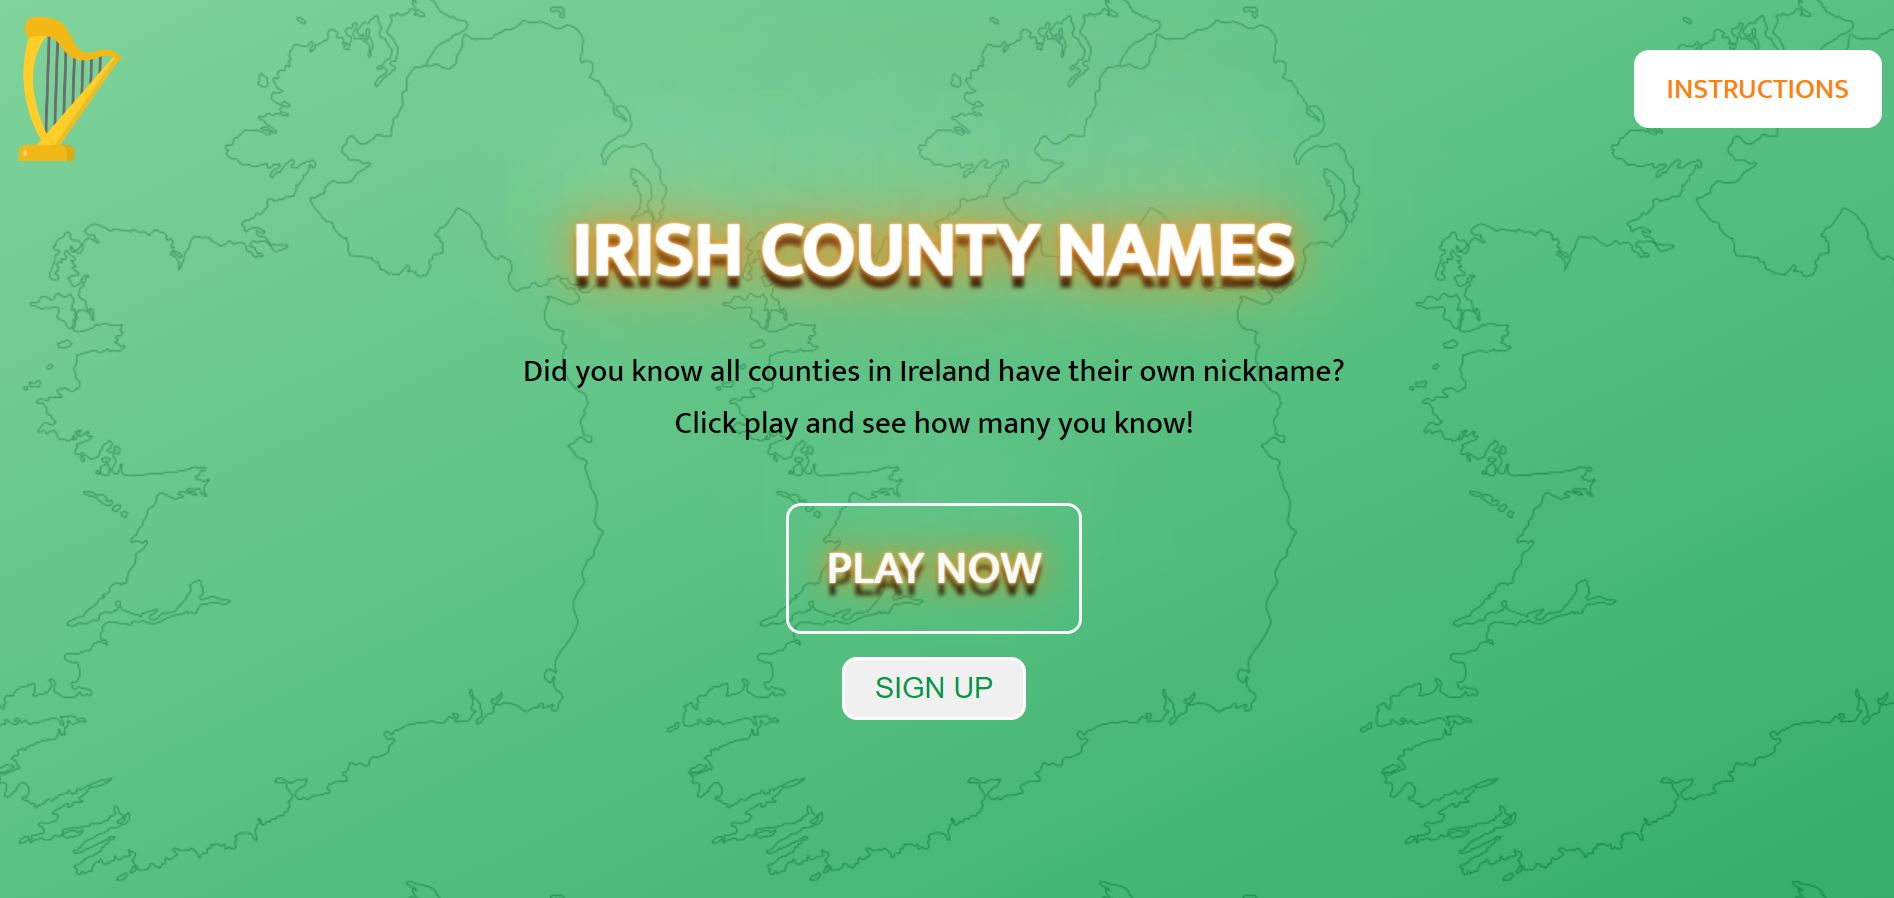 INSTRUCTIONS
IRISH COUNTY NAMES
Did you know all counties in Ireland have their own nickname?
Click play and see how many you know!
PLAY NOW
SIGN UP